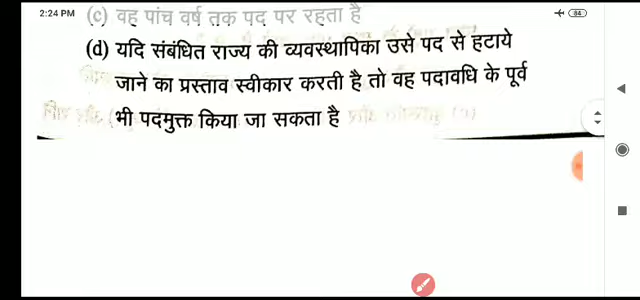 2:24 PM
84
(c) वह पांच वर्ष तक पद पर रहता है
(d) यदि संबंधित राज्य की व्यवस्थापिका उसे पद से हटाये
जाने का प्रस्ताव स्वीकार करती है तो वह पदावधि के पूर्व
भी पदमुक्त किया जा सकता है